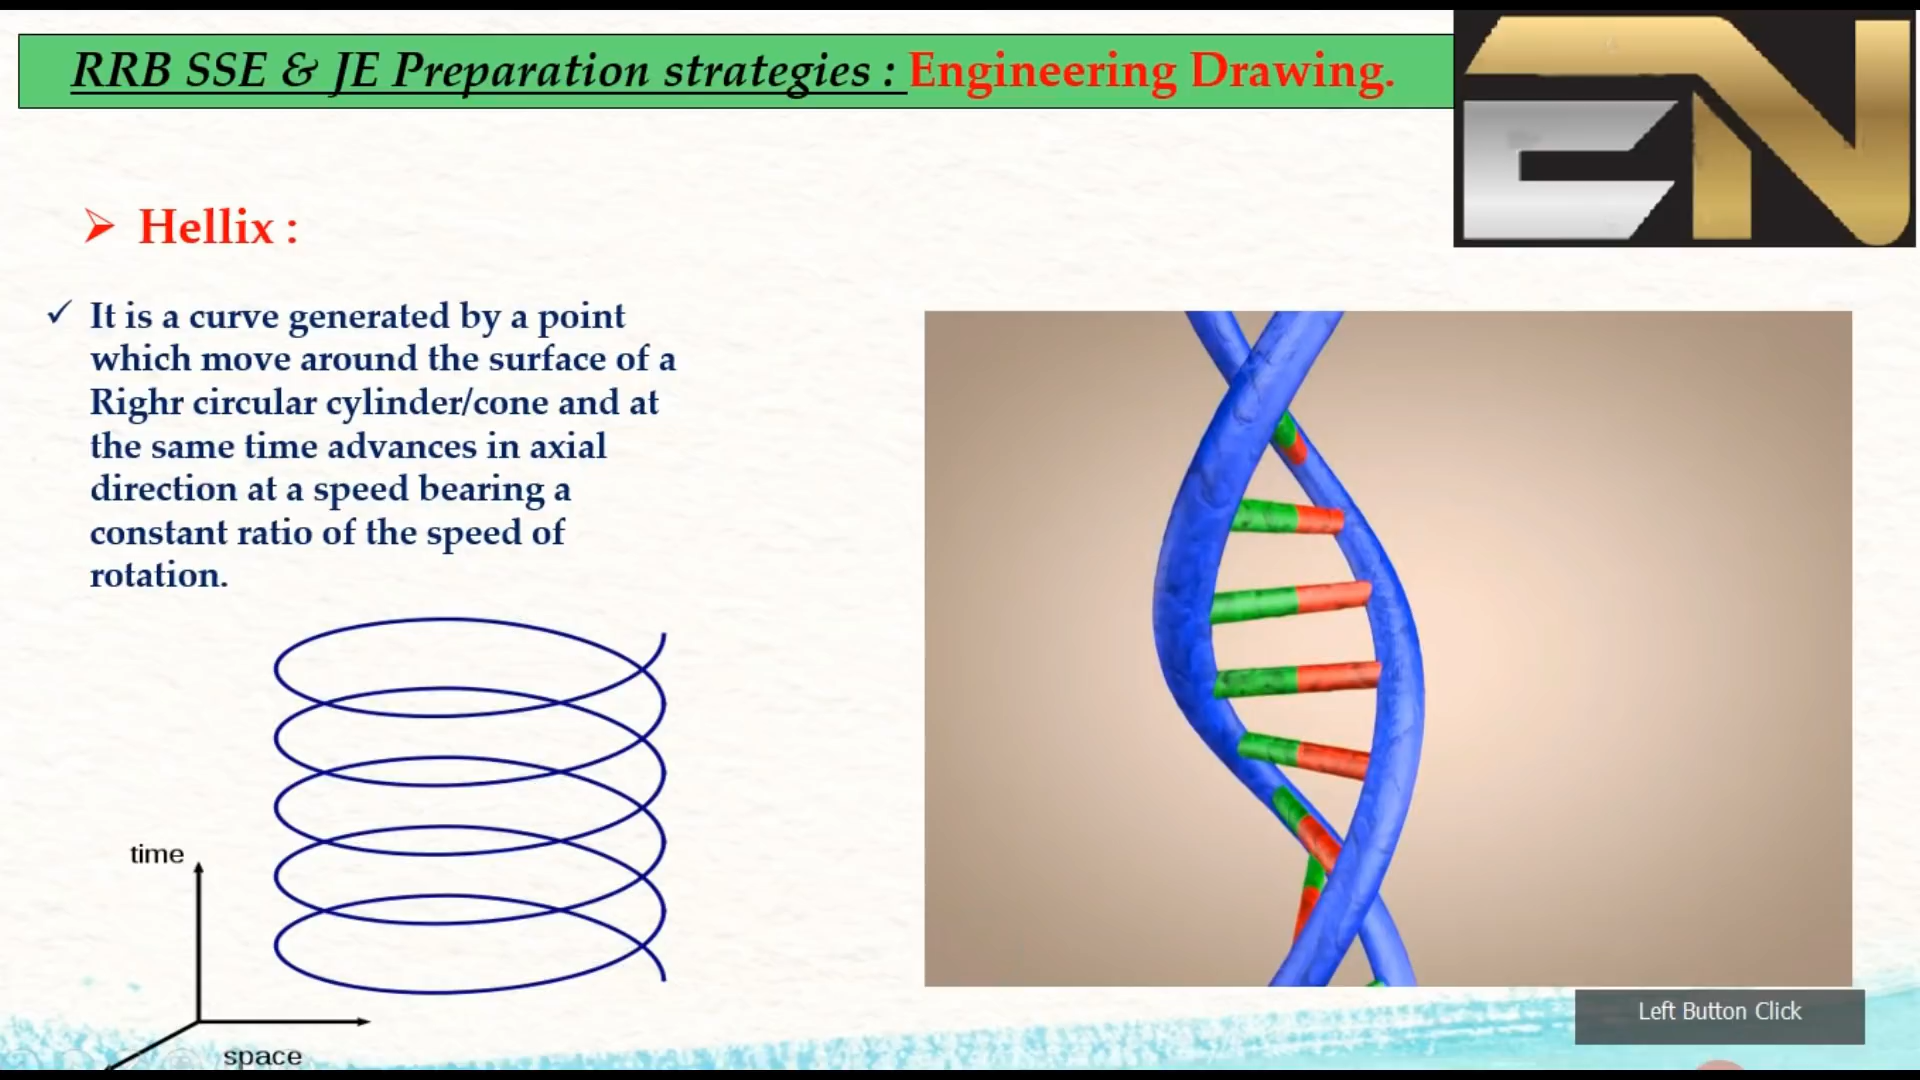 RRB SSE & JE Preparation strategies : Engineering Drawing.
EN
➢ Hellix :
✓ It is a curve generated by a point
which move around the surface of a
Righr circular cylinder/cone and at
the same time advances in axial
direction at a speed bearing a
constant ratio of the speed of
rotation.
time
space
Left Button Click